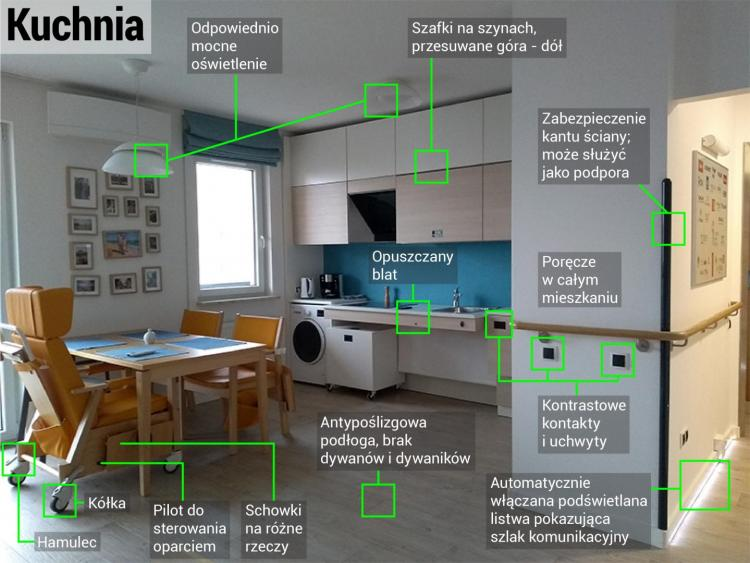 Kuchnia
Odpowiednio
mocne
oświetlenie
Szafki na szynach,
przesuwane góra - dół
Zabezpieczenie
kantu ściany;
może służyć
jako podpora
Opuszczany
blat
Poręcze
w całym
mieszkaniu
Kontrastowe
kontakty
i uchwyty
Antypoślizgowa
podłoga, brak
dywanów i dywaników
Automatycznie
włączana podświetlana
listwa pokazująca
szlak komunikacyjny
Kółka
Pilot do
sterowania
oparciem
Schowki
na różne
rzeczy
Hamulec